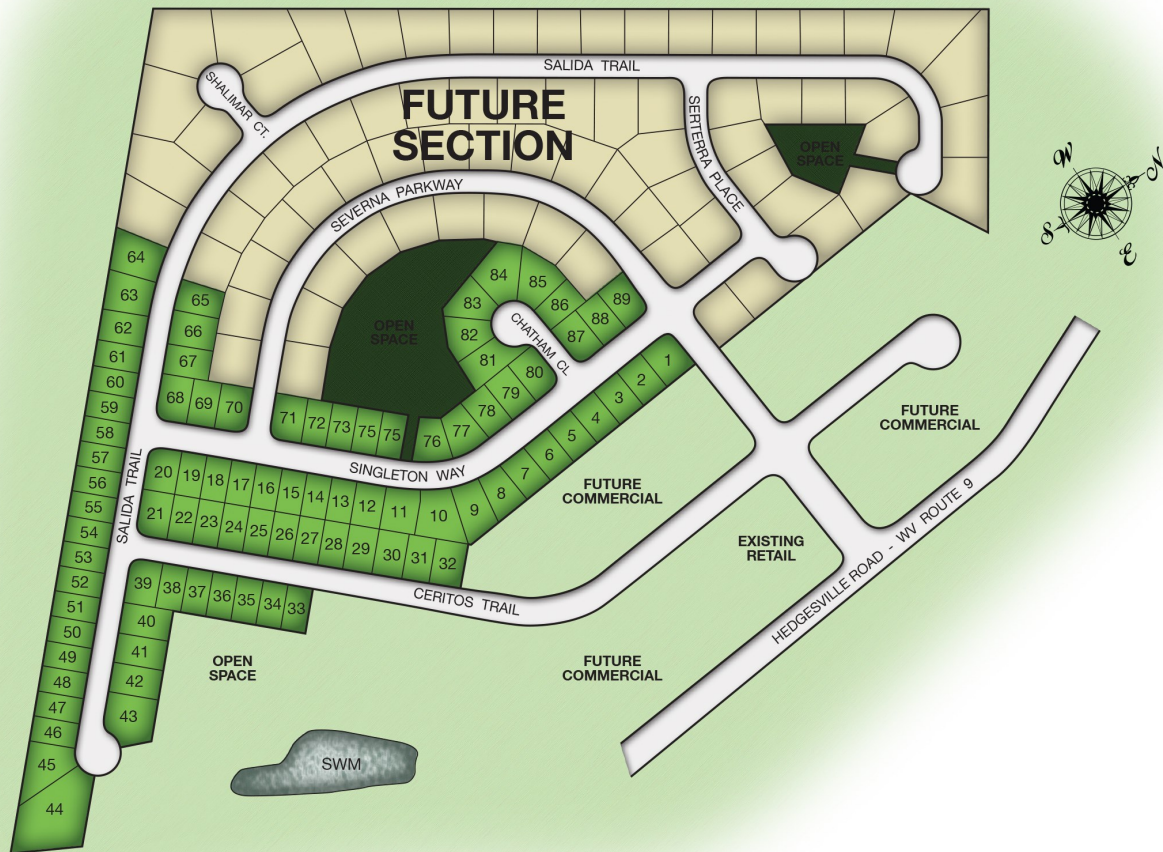 SALIDA TRAIL
SHALIMAR CT.
FUTURE
SECTION
SERTERRA PLACE
OPEN
SPACE
W
N
S
E
SEVERNA PARKWAY
64
63
62
61
60
59
58
57
56
55
54
53
52
51
50
49
48
47
46
45
44
65
66
67
68 69 70
OPEN
SPACE
84
85
83
86
82
81
80
79
78
77
76
CHATHAM CL
89
88
87
71 72 73 75 75
1
2
3
4
5
6
7
8
9
SINGLETON WAY
20 19 18 17 16 15 14 13 12 11 10
21 22 23 24 25 26 27 28 29 30 31 32
SALIDA TRAIL
39 38 37 36 35 34 33
40
41
42
43
CERITOS TRAIL
FUTURE
COMMERCIAL
FUTURE
COMMERCIAL
EXISTING
RETAIL
HEDGESVILLE ROAD - WV ROUTE 9
OPEN
SPACE
FUTURE
COMMERCIAL
SWM